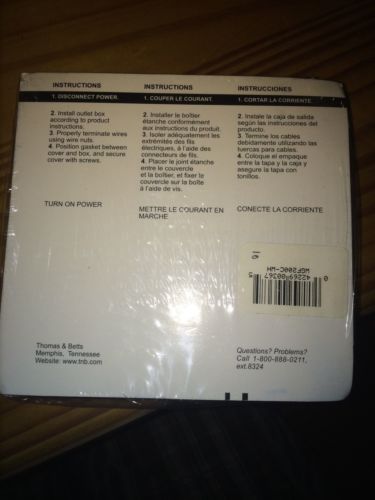 INSTRUCTIONS
1. DISCONNECT POWER.
2. Install outlet box
according to product
instructions.
3. Properly terminate wires
using wire nuts.
4. Position gasket between
cover and box, and secure
cover with screws.
TURN ON POWER
INSTRUCTIONS
1. COUPER LE COURANT.
2. Installer le boîtier
étanche conformément
aux instructions du produit.
3. Isoler adéquatement les
extrémités des fils
électriques, à l'aide des
connecteurs de fils.
4. Placer le joint étanche
entre le couvercle
et la boîtier, et fixer le
couvercle sur la boîte
à l'aide de vis.
METTRE LE COURANT EN
MARCHE
INSTRUCCIONES
1. CORTAR LA CORRIENTE
2. Instale la caja de salida
según las instrucciones del
producto.
3. Termine los cables
debidamente utilizando las
tuercas para cables.
4. Coloque el empaque
entre la tapa y la caja y
asegure la tapa con
tornillos.
CONECTE LA CORRIENTE
WGF200C-WH
0 42269 00367 5
16
Thomas & Betts
Memphis, Tennessee
Website: www.tnb.com
Questions? Problems?
Call 1-800-888-0211,
ext.8324